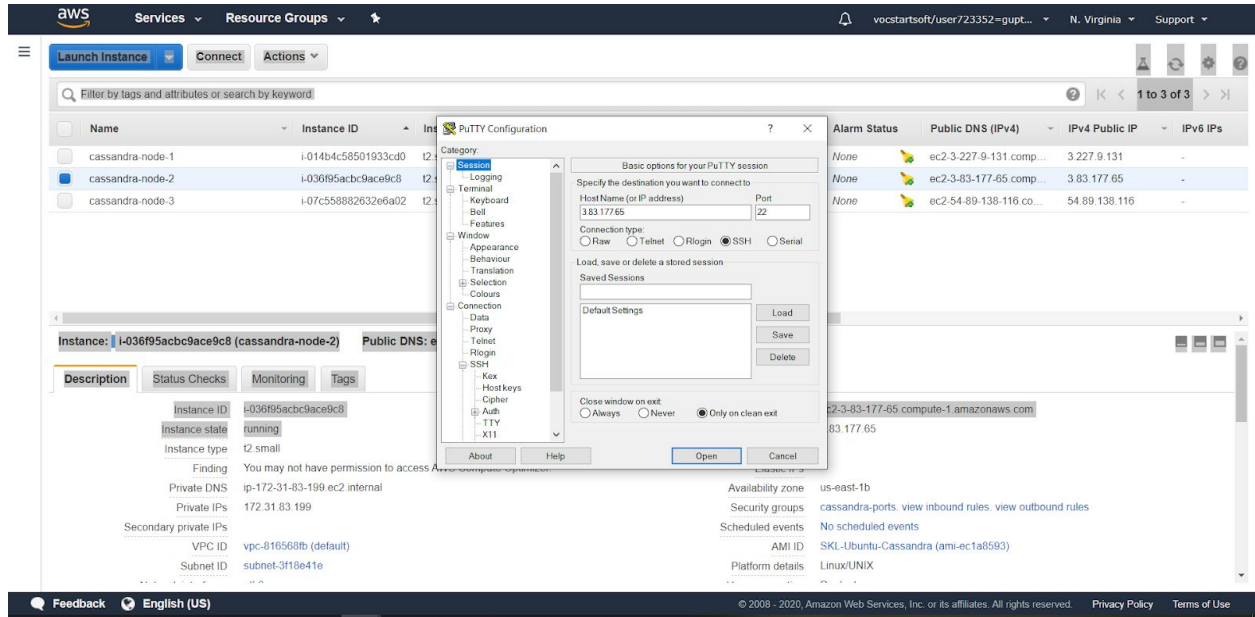 aws Services Resource Groups vocstartsoft/user723352=gupt... N. Virginia Support
Launch Instance Connect Actions
Filter by tags and attributes or search by keyword 1 to 3 of 3
Name Instance ID Alarm Status Public DNS (IPv4) IPv4 Public IP IPv6 IPs
cassandra-node-1 i-014b4c58501933cd0 None ec2-3-227-9-131.comp... 3.227.9.131 -
cassandra-node-2 i-036f95acbc9ace9c8 None ec2-3-83-177-65.comp... 3.83.177.65 -
cassandra-node-3 i-07c558882632e6a02 None ec2-54-89-138-116.co... 54.89.138.116 -
PuTTY Configuration ? ×
Category:
Session
Logging
Terminal
Keyboard
Bell
Features
Window
Appearance
Behaviour
Translation
Selection
Colours
Connection
Data
Proxy
Telnet
Rlogin
SSH
Kex
Host keys
Cipher
Auth
TTY
X11
Basic options for your PuTTY session
Specify the destination you want to connect to
Host Name (or IP address) Port
3.83.177.65 22
Connection type:
Raw Telnet Rlogin SSH Serial
Load, save or delete a stored session
Saved Sessions
Default Settings
Load
Save
Delete
Close window on exit:
Always Never Only on clean exit
About Help Open Cancel
Instance: i-036f95acbc9ace9c8 (cassandra-node-2) Public DNS:
Description Status Checks Monitoring Tags
Instance ID i-036f95acbc9ace9c8 c2-3-83-177-65.compute-1.amazonaws.com
Instance state running 83.177.65
Instance type t2.small
Finding You may not have permission to access AWS Compute Optimizer. Elastic IPs
Private DNS ip-172-31-83-199.ec2.internal Availability zone us-east-1b
Private IPs 172.31.83.199 Security groups cassandra-ports. view inbound rules. view outbound rules
Secondary private IPs Scheduled events No scheduled events
VPC ID vpc-816568fb (default) AMI ID SKL-Ubuntu-Cassandra (ami-ec1a8593)
Subnet ID subnet-3f18e41e Platform details Linux/UNIX
Feedback English (US) © 2008 - 2020, Amazon Web Services, Inc. or its affiliates. All rights reserved. Privacy Policy Terms of Use